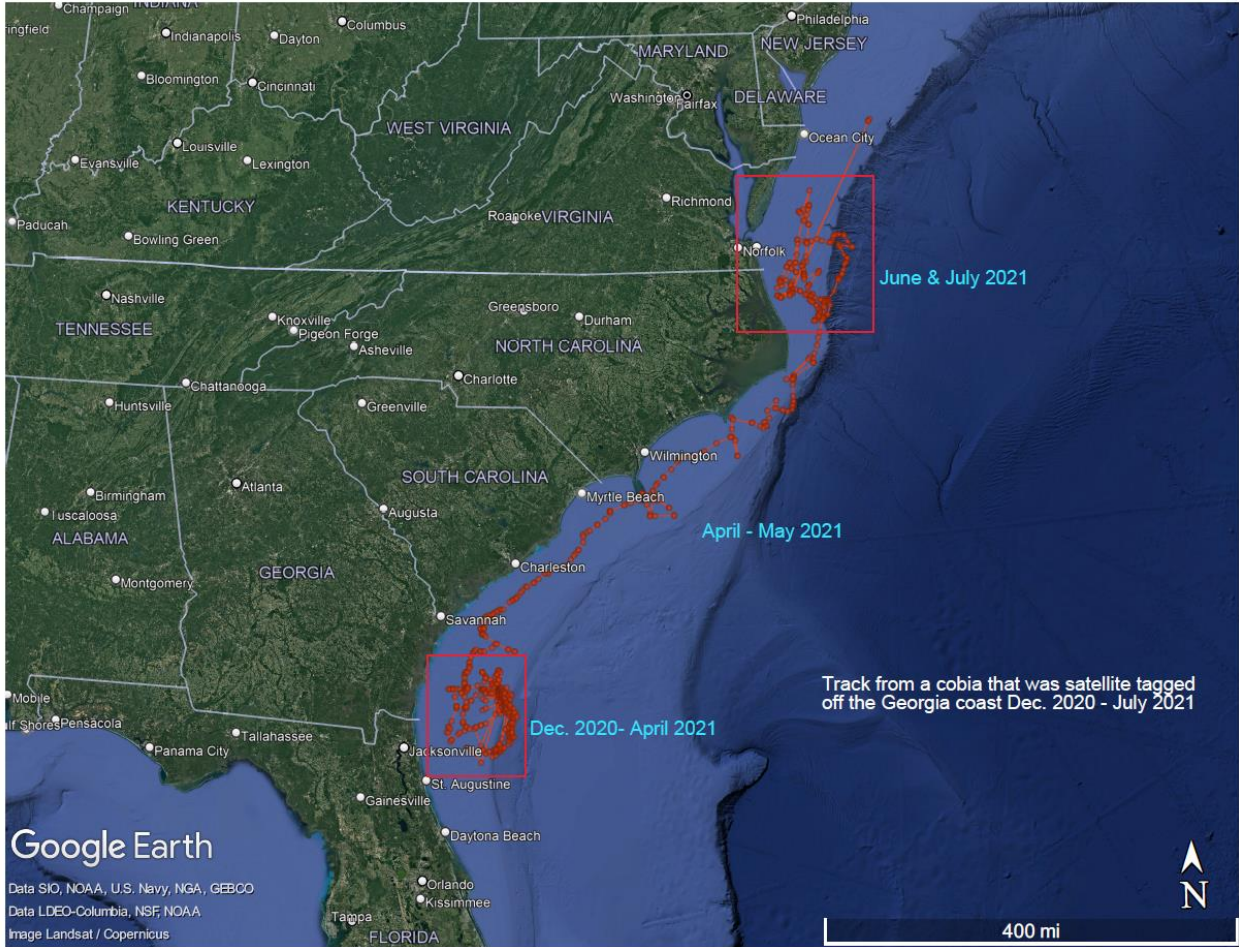 Champaign
INDIANA
Columbus
Philadelphia
ringfield
Indianapolis
Dayton
MARYLAND
NEW JERSEY
Bloomington
Cincinnati
Washington
Fairfax
DELAWARE
WEST VIRGINIA
Ocean City
Louisville
Evansville
Lexington
KENTUCKY
Richmond
Paducah
Roanoke
VIRGINIA
Bowling Green
Norfolk
June & July 2021
Nashville
Greensboro
Durham
TENNESSEE
Knoxville
Pigeon Forge
Asheville
NORTH CAROLINA
Charlotte
Chattanooga
Huntsville
Greenville
Wilmington
SOUTH CAROLINA
Atlanta
Birmingham
Myrtle Beach
Tuscaloosa
Augusta
ALABAMA
April - May 2021
Charleston
GEORGIA
Montgomery
Savannah
Track from a cobia that was satellite tagged
off the Georgia coast Dec. 2020 - July 2021
Mobile
ulf Shores
Pensacola
Dec. 2020- April 2021
Tallahassee
Panama City
Jacksonville
St. Augustine
Gainesville
Daytona Beach
Google Earth
Orlando
Kissimmee
Data SIO, NOAA, U.S. Navy, NGA, GEBCO
Data LDEO-Columbia, NSF, NOAA
Image Landsat / Copernicus
Tampa
FLORIDA
N
400 mi